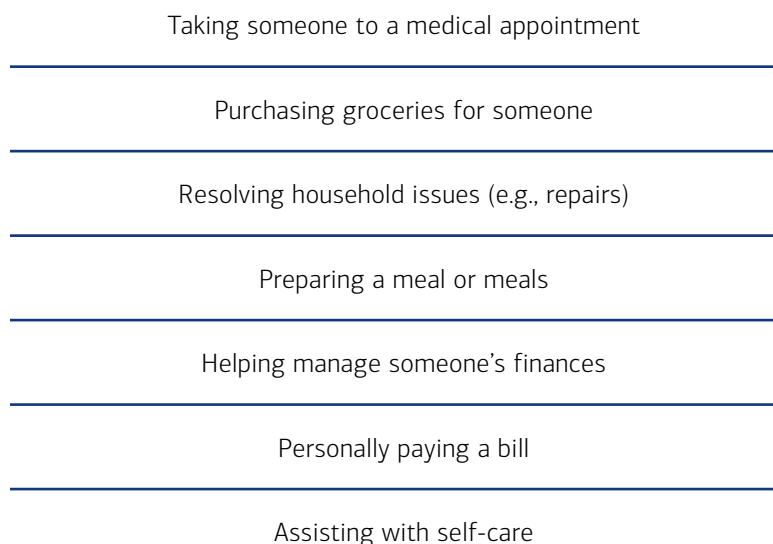 Taking someone to a medical appointment
Purchasing groceries for someone
Resolving household issues (e.g., repairs)
Preparing a meal or meals
Helping manage someone’s finances
Personally paying a bill
Assisting with self-care